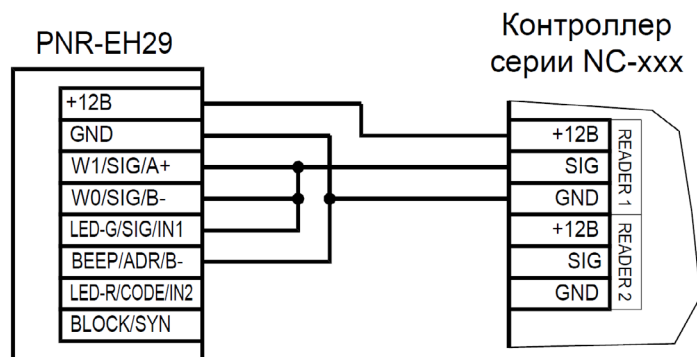 PNR-EH29
+12В
GND
W1/SIG/A+
W0/SIG/B-
LED-G/SIG/IN1
BEEP/ADR/B-
LED-R/CODE/IN2
BLOCK/SYN
Контроллер
серии NC-xxx
+12В
SIG
GND
READER 1
+12В
SIG
GND
READER 2